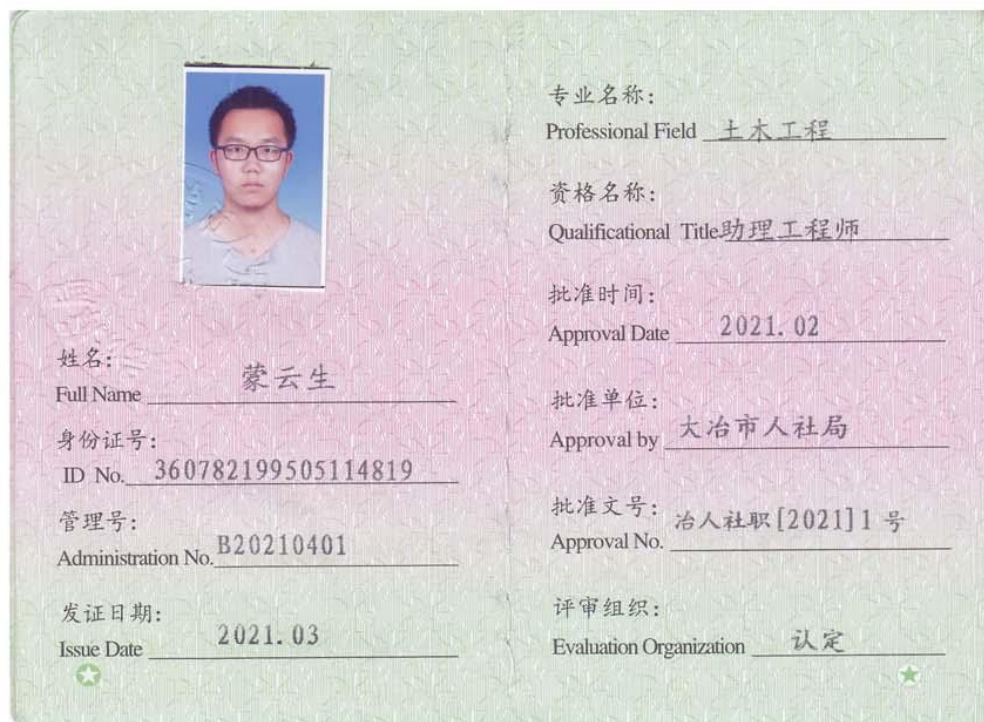 姓名:
Full Name 蒙云生
身份证号:
ID No. 360782199505114819
管理号:
Administration No. B20210401
发证日期:
Issue Date 2021.03
专业名称:
Professional Field 土木工程
资格名称:
Qualificational Title 助理工程师
批准时间:
Approval Date 2021.02
批准单位:
Approval by 大冶市人社局
批准文号:
Approval No. 冶人社职[2021]1号
评审组织:
Evaluation Organization 认定